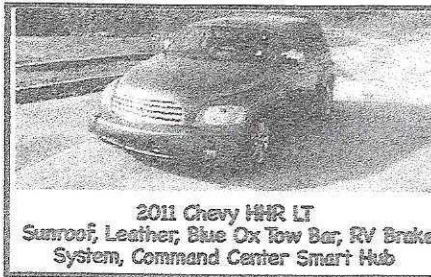 2011 Chevy HHR LT
Sunroof, Leather, Blue Ox Tow Bar, RV Brake
System, Command Center Smart Hub